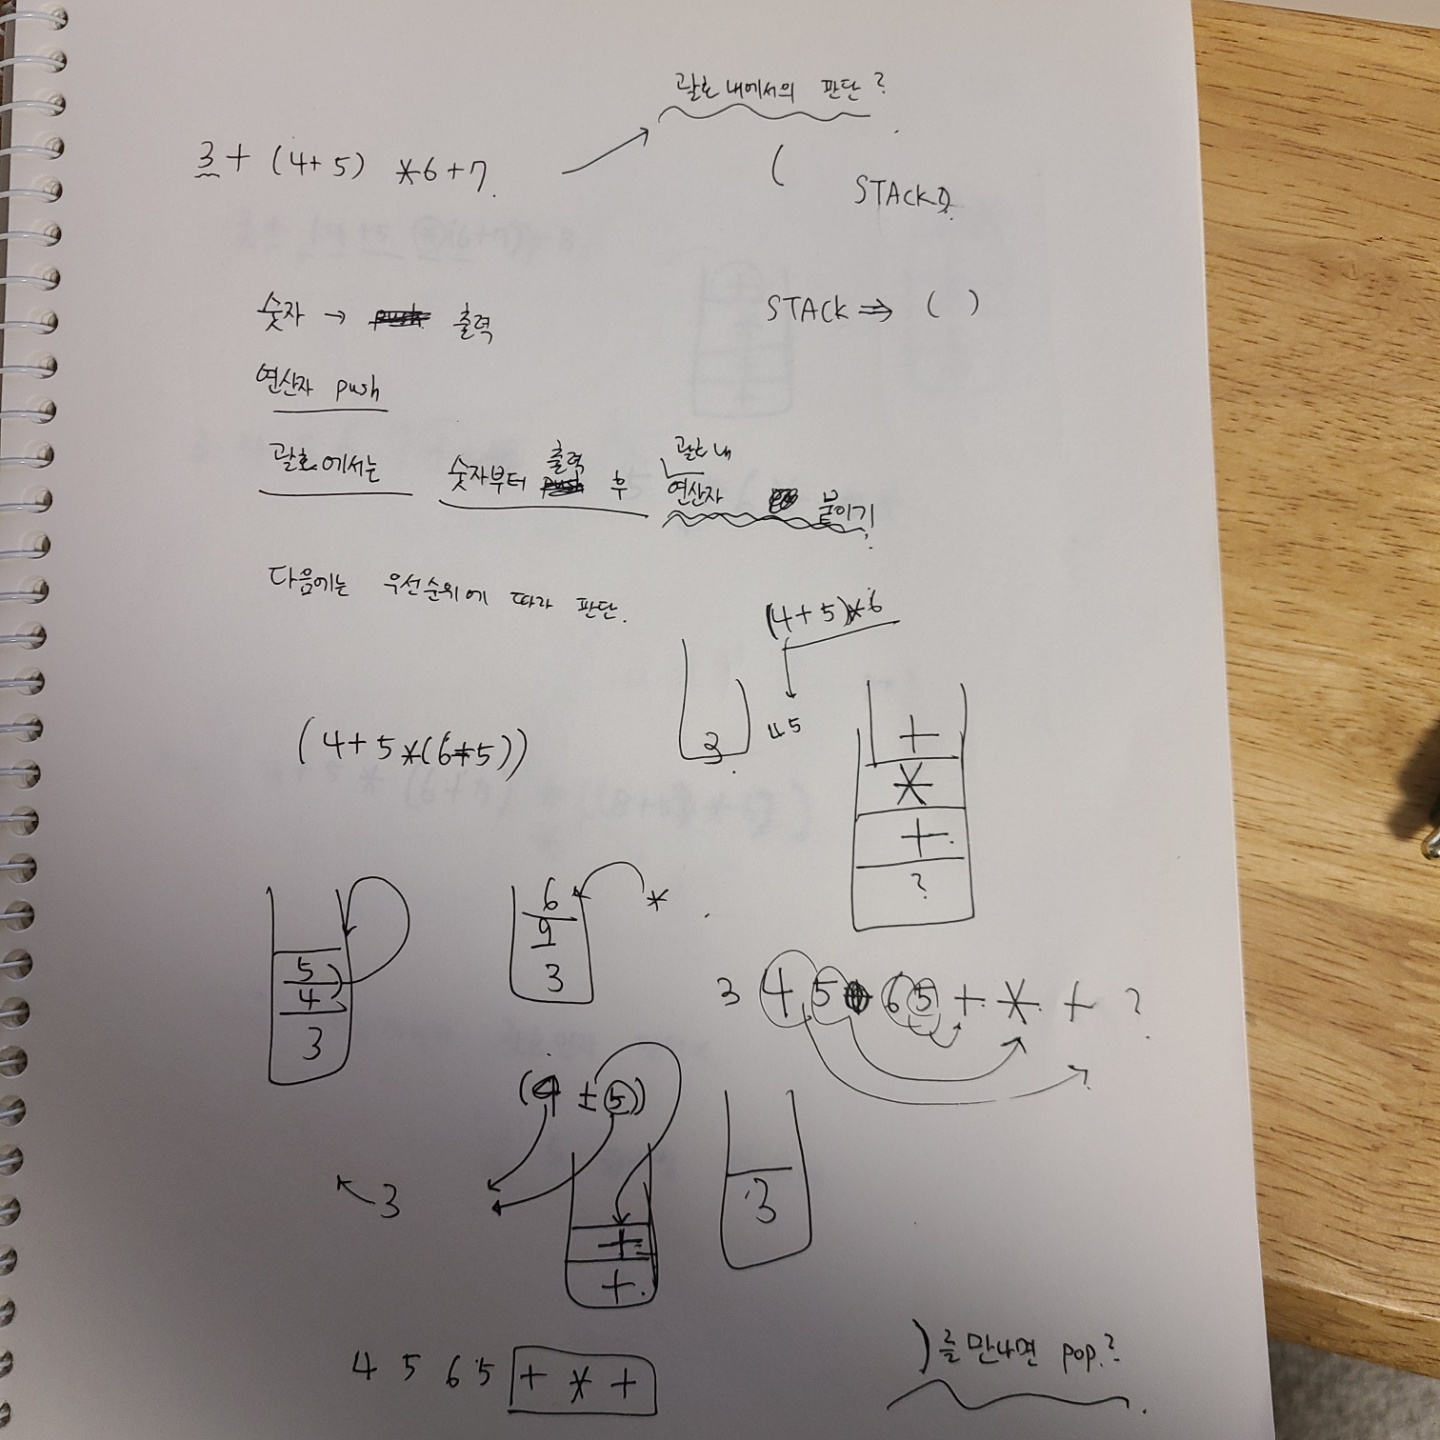 괄호 내에서의 판단?
3 + (4+5) *6+7.
(
STACK
숫자 → 출력
STACK ⇒ ( )
연산자 push
괄호에서는 숫자부터 출력 후 괄호 내 연산자 붙이기
다음에는 우선순위에 따라 판단.
(4+5)*6
45
3
(4+5*(6+5))
+
*
+
?
5
4
3
6
9
3
*
3 4 5 6 5 + * + ?
(4 + 5))
3
+
+
3
4 5 6 5 + * +
)를 만나면 pop?